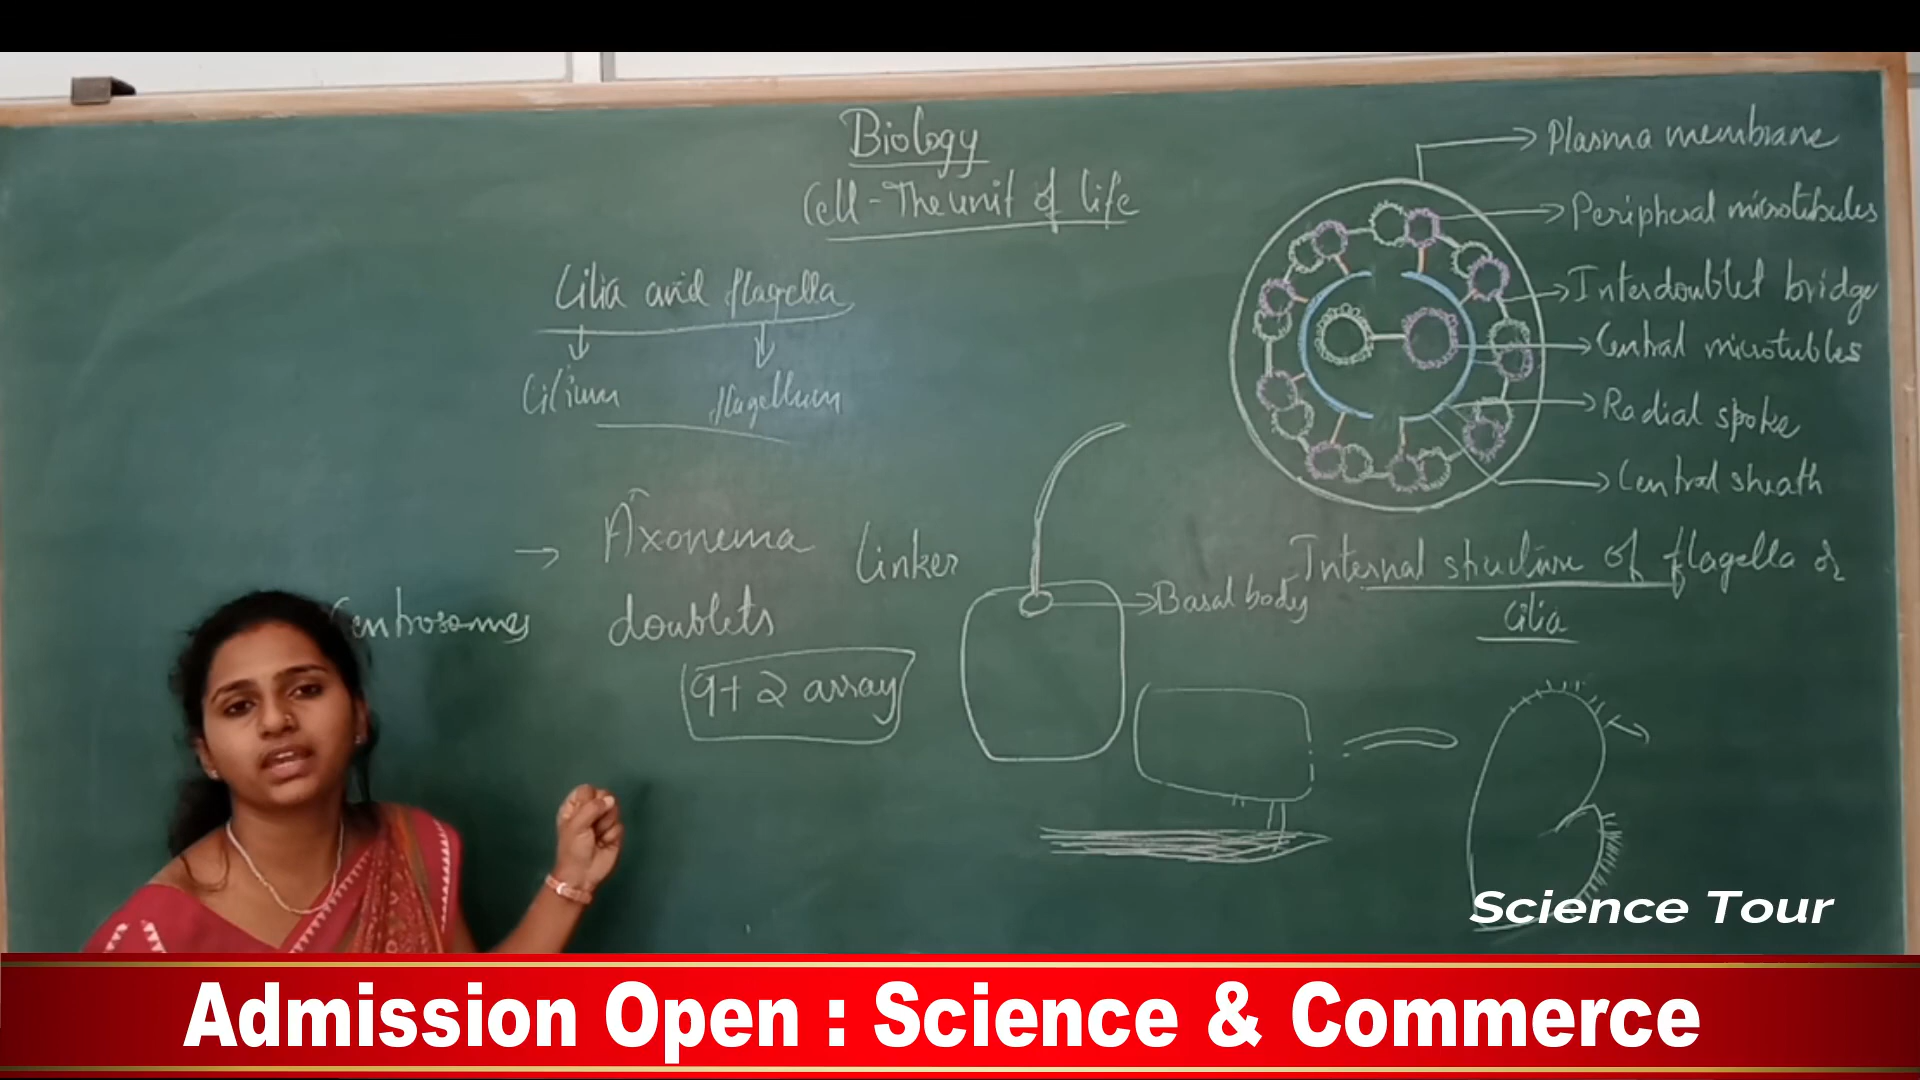 Biology
Cell - The unit of life
Cilia and flagella
Cilium
flagellum
Axonema
linker
doublets
9+2 array
Basal body
Plasma membrane
Peripheral microtubules
Interdoublet bridge
Central microtubles
Radial spoke
Central sheath
Internal structure of flagella or
Cilia
Science Tour
Admission Open : Science & Commerce